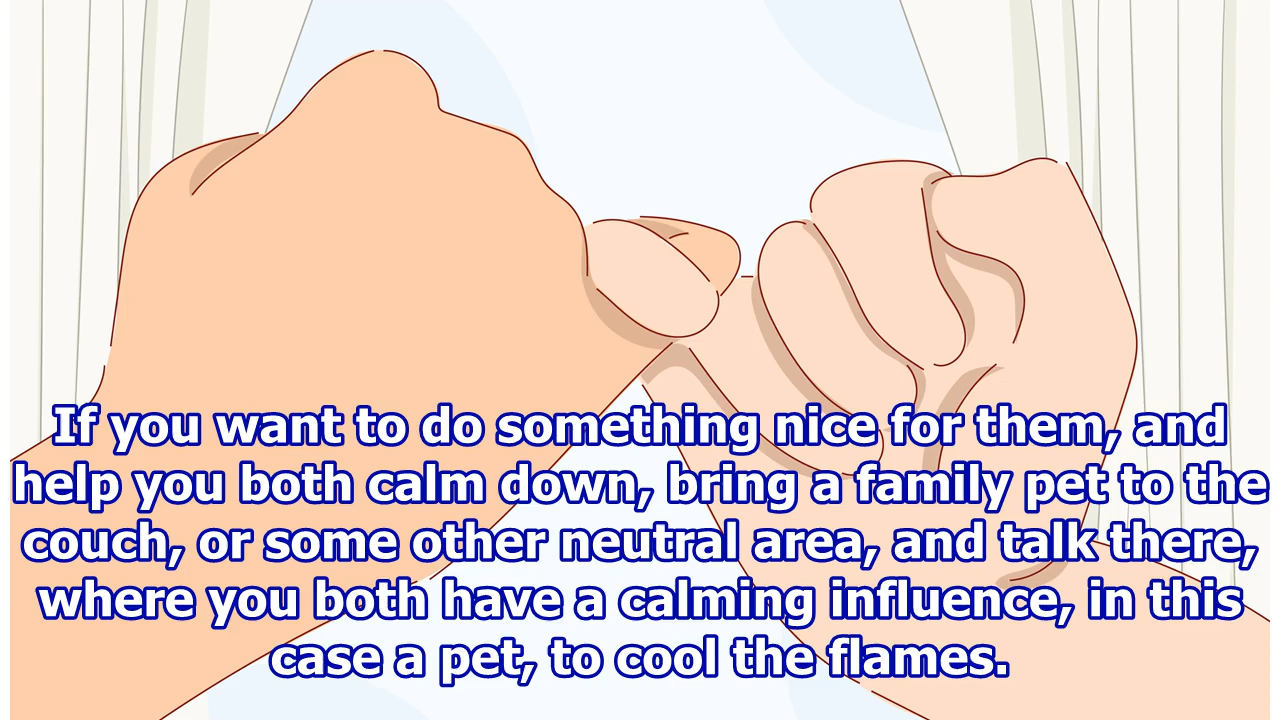 If you want to do something nice for them, and
help you both calm down, bring a family pet to the
couch, or some other neutral area, and talk there,
where you both have a calming influence, in this
case a pet, to cool the flames.